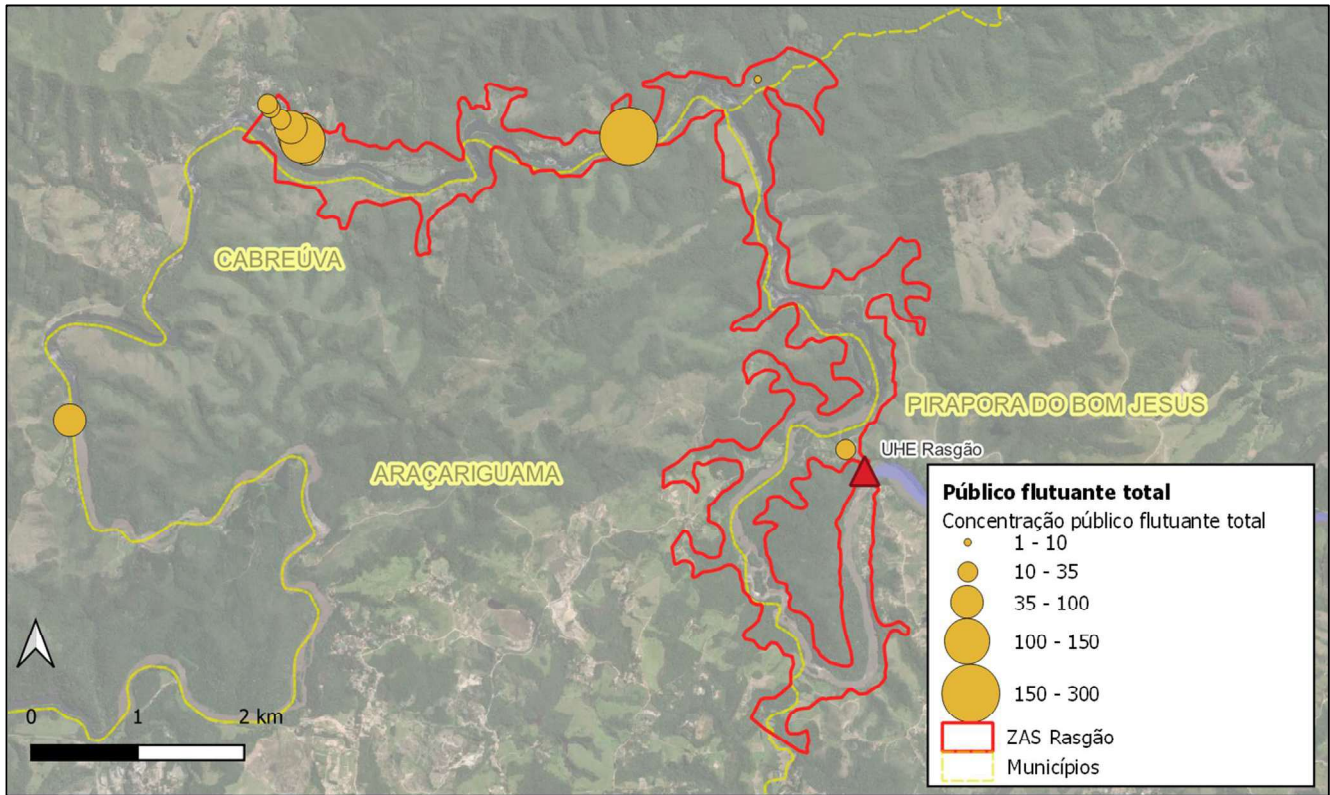 CABREÚVA
PIRAPORA DO BOM JESUS
UHE Rasgão
ARAÇARIGUAMA
Público flutuante total
Concentração público flutuante total
1 - 10
10 - 35
35 - 100
100 - 150
150 - 300
ZAS Rasgão
Municípios
0 1 2 km